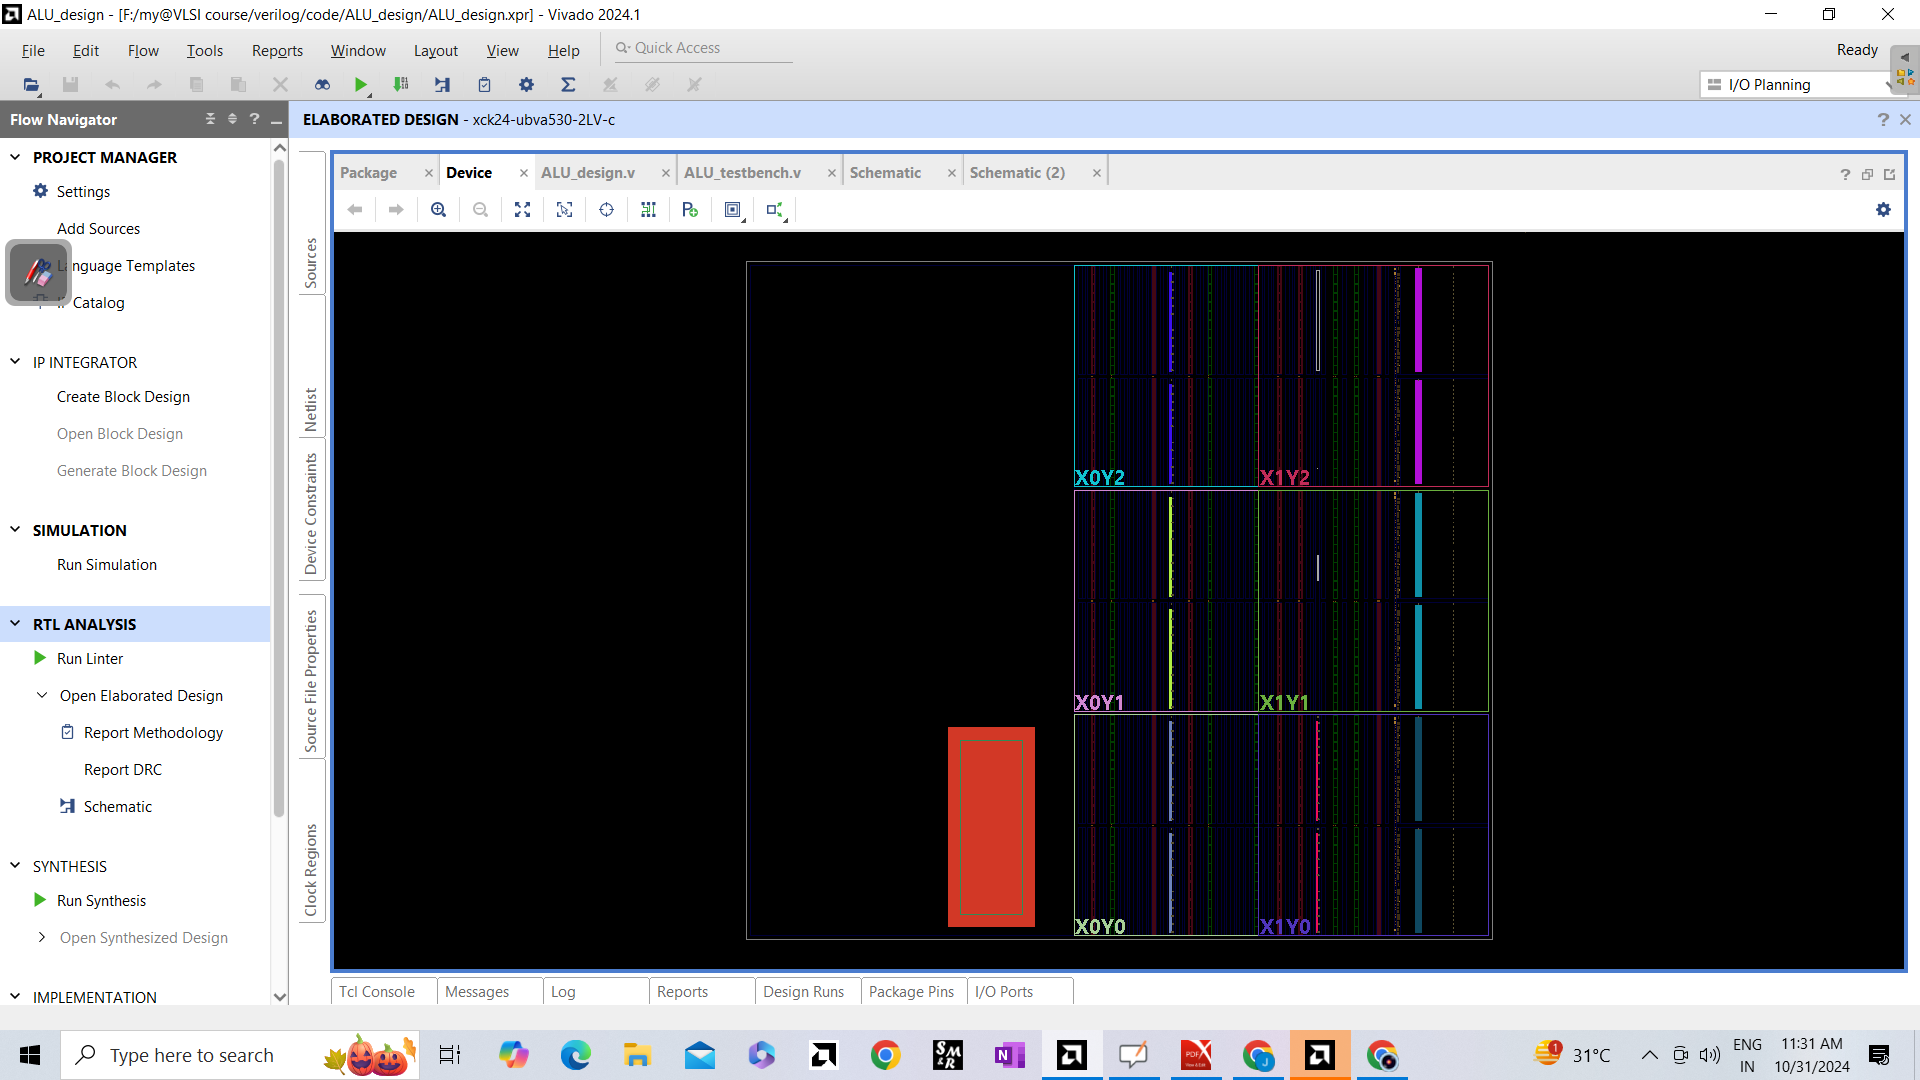 ALU_design - [F:/my@VLSI course/verilog/code/ALU_design/ALU_design.xpr] - Vivado 2024.1
File Edit Flow Tools Reports Window Layout View Help Quick Access
Ready
I/O Planning
Flow Navigator
ELABORATED DESIGN - xck24-ubva530-2LV-c
PROJECT MANAGER
Settings
Add Sources
Language Templates
IP Catalog
IP INTEGRATOR
Create Block Design
Open Block Design
Generate Block Design
SIMULATION
Run Simulation
RTL ANALYSIS
Run Linter
Open Elaborated Design
Report Methodology
Report DRC
Schematic
SYNTHESIS
Run Synthesis
Open Synthesized Design
IMPLEMENTATION
Sources
Netlist
Device Constraints
Source File Properties
Clock Regions
Package Device ALU_design.v ALU_testbench.v Schematic Schematic (2)
X0Y2 X1Y2
X0Y1 X1Y1
X0Y0 X1Y0
Tcl Console Messages Log Reports Design Runs Package Pins I/O Ports
Type here to search
31°C
ENG
IN
11:31 AM
10/31/2024